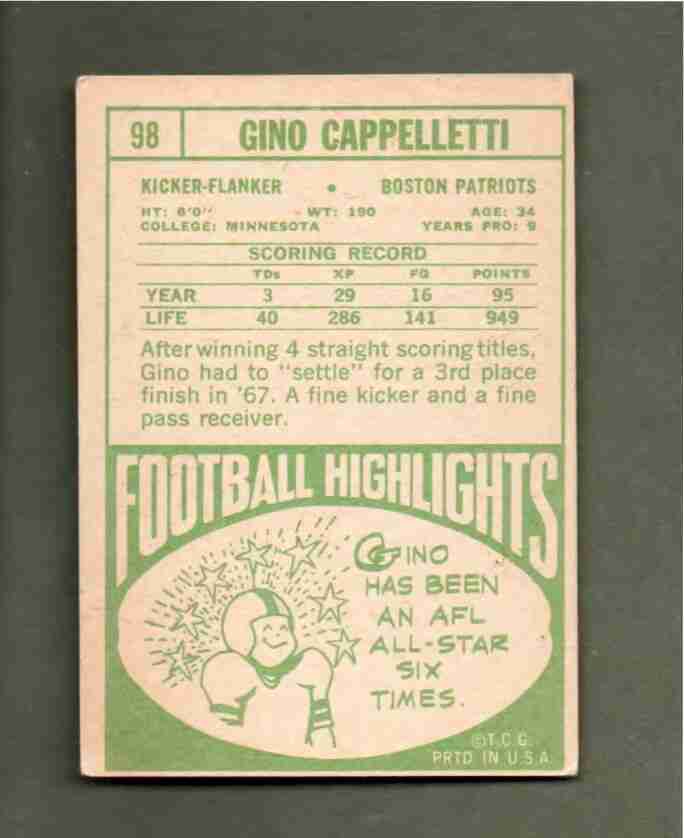 98 GINO CAPPELLETTI
KICKER-FLANKER • BOSTON PATRIOTS
HT: 6'0" WT: 190 AGE: 34
COLLEGE: MINNESOTA YEARS PRO: 9
SCORING RECORD
TDs XP FG POINTS
YEAR 3 29 16 95
LIFE 40 286 141 949
After winning 4 straight scoring titles,
Gino had to "settle" for a 3rd place
finish in '67. A fine kicker and a fine
pass receiver.
FOOTBALL HIGHLIGHTS
GINO
HAS BEEN
AN AFL
ALL-STAR
SIX
TIMES.
©T.C.G.
PRTD IN U.S.A.